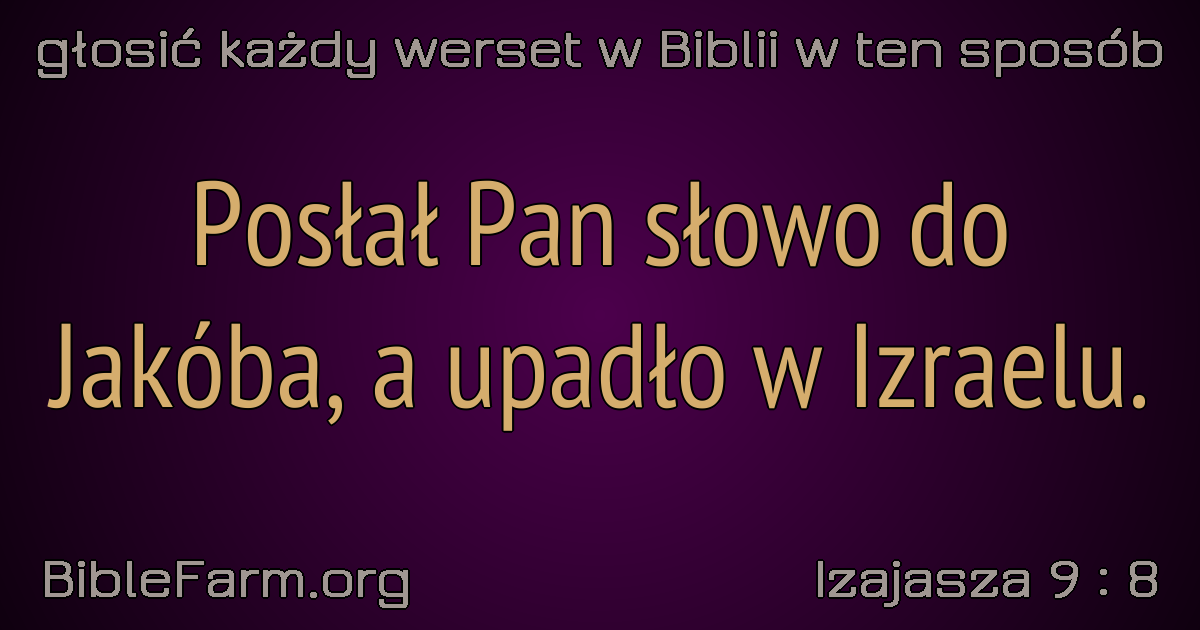 głosić każdy werset w Biblii w ten sposób
Posłał Pan słowo do
Jakóba, a upadło w Izraelu.
BibleFarm.org
Izajasza 9 : 8